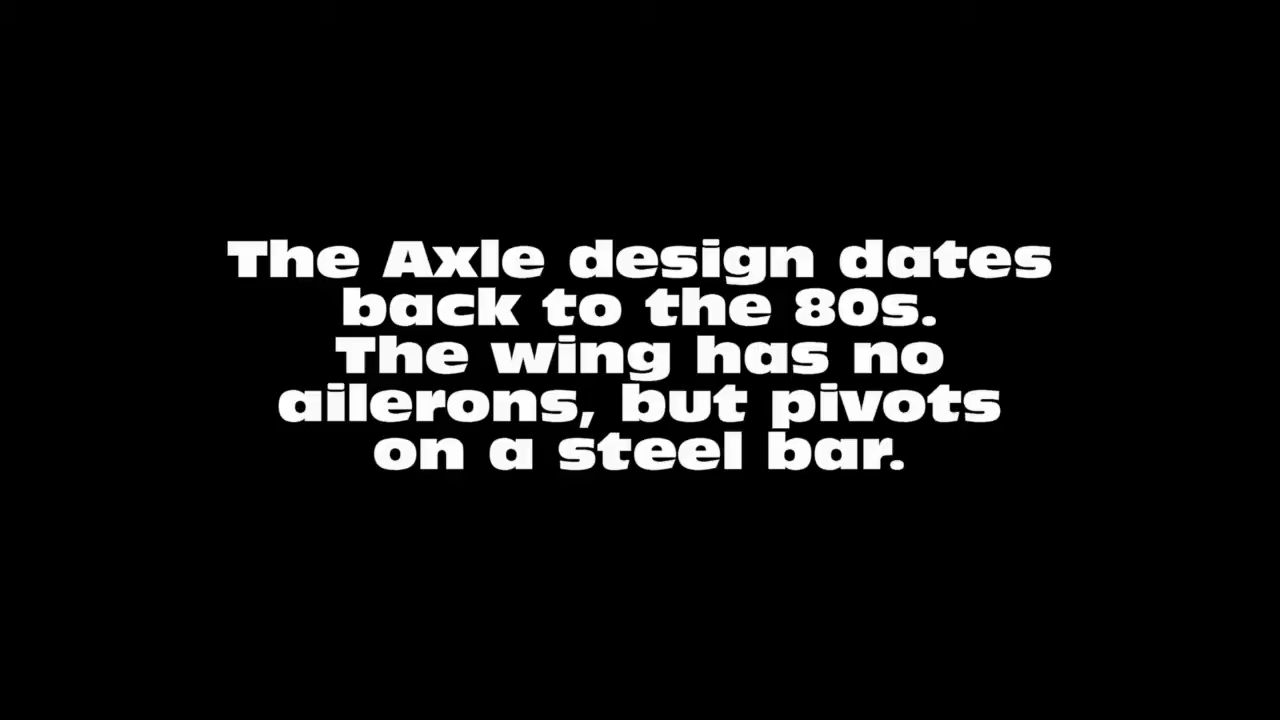 The Axle design dates
back to the 80s.
The wing has no
ailerons, but pivots
on a steel bar.